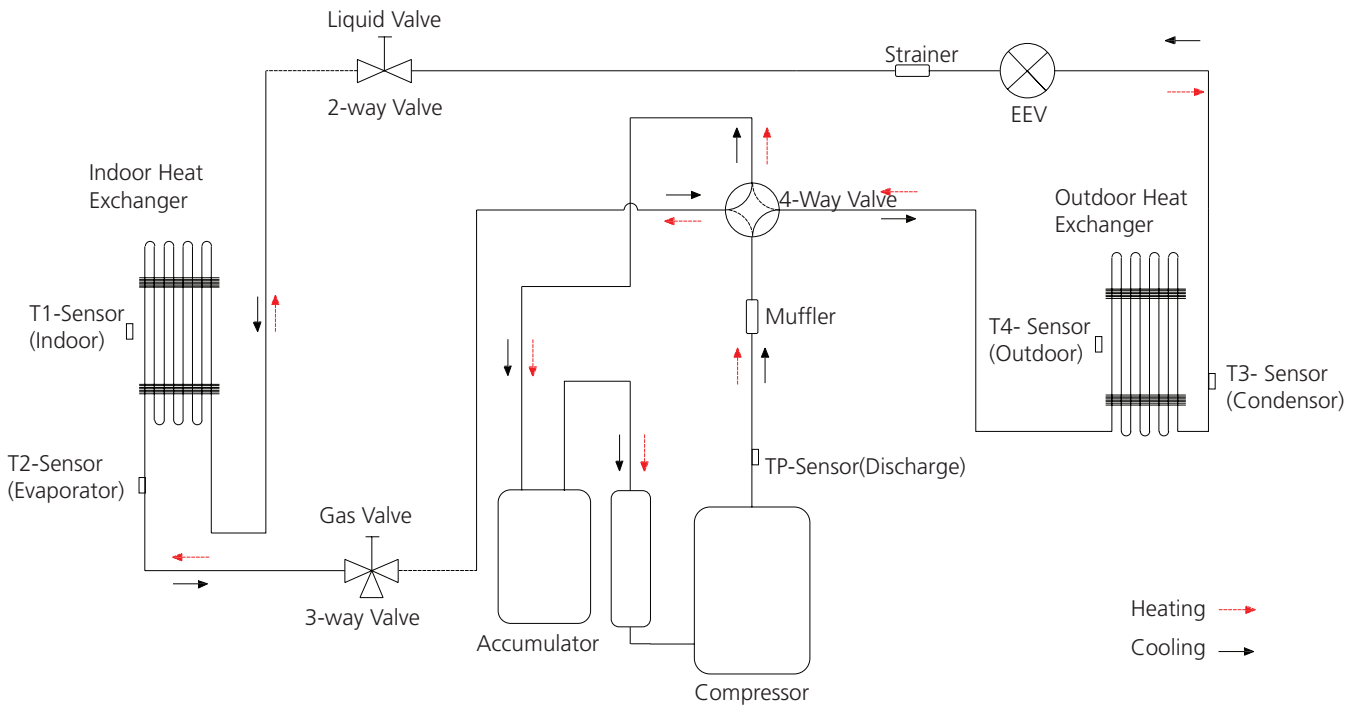 Liquid Valve
2-way Valve
Strainer
EEV
Indoor Heat
Exchanger
4-Way Valve
Outdoor Heat
Exchanger
T1-Sensor
(Indoor)
Muffler
T4- Sensor
(Outdoor)
T3- Sensor
(Condensor)
T2-Sensor
(Evaporator)
TP-Sensor(Discharge)
Gas Valve
3-way Valve
Accumulator
Compressor
Heating
Cooling